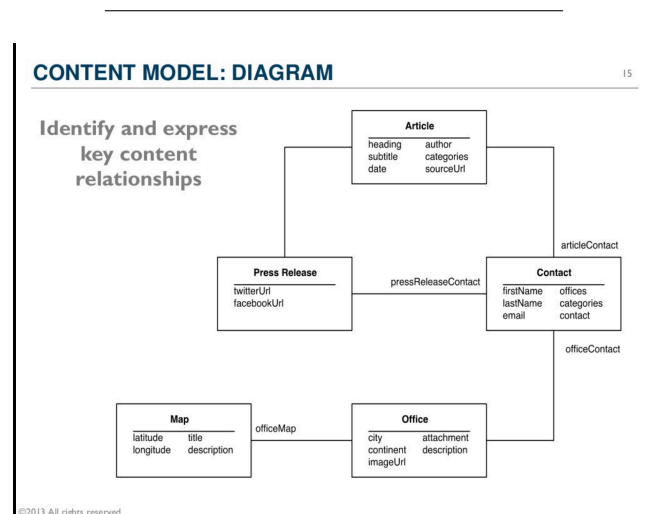 CONTENT MODEL: DIAGRAM
15
Identify and express
key content
relationships
Article
heading author
subtitle categories
date sourceUrl
articleContact
Press Release
twitterUrl
facebookUrl
pressReleaseContact
Contact
firstName offices
lastName categories
email contact
officeContact
Map
latitude title
longitude description
officeMap
Office
city attachment
continent description
imageUrl
©2013 All rights reserved